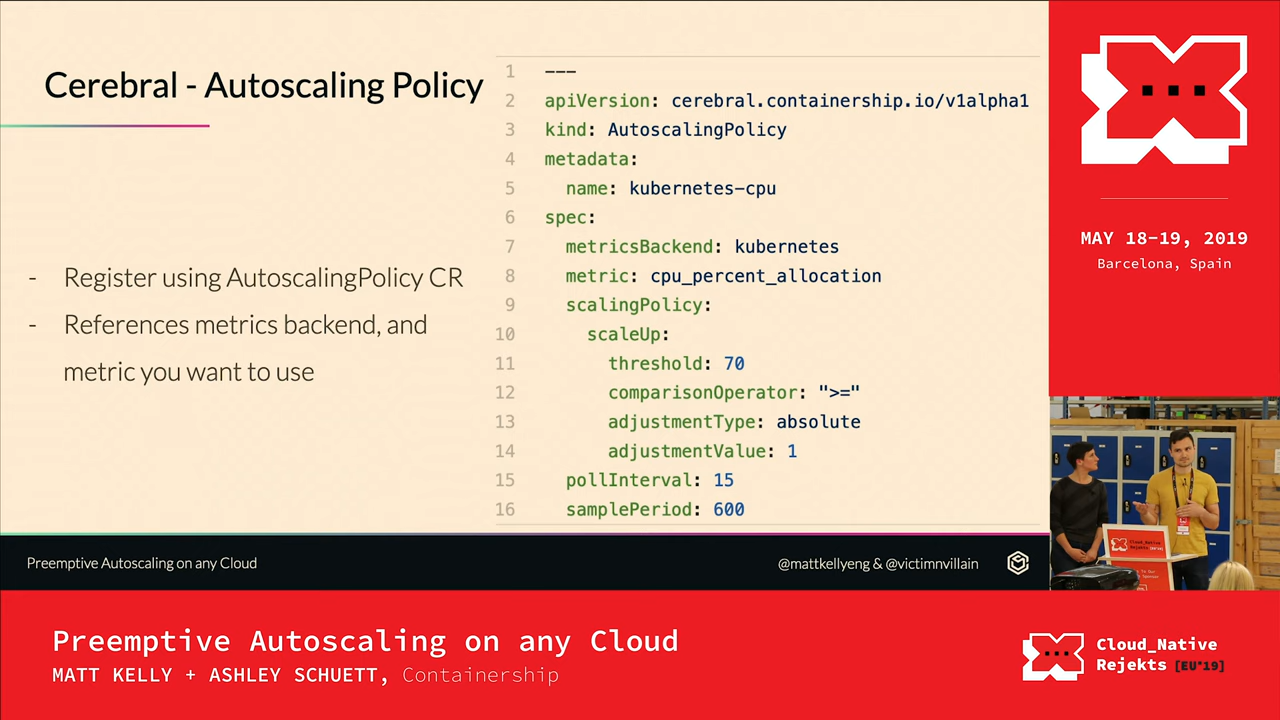 Cerebral - Autoscaling Policy
- Register using AutoscalingPolicy CR
- References metrics backend, and
metric you want to use
1 ---
2 apiVersion: cerebral.containership.io/v1alpha1
3 kind: AutoscalingPolicy
4 metadata:
5 name: kubernetes-cpu
6 spec:
7 metricsBackend: kubernetes
8 metric: cpu_percent_allocation
9 scalingPolicy:
10 scaleUp:
11 threshold: 70
12 comparisonOperator: ">="
13 adjustmentType: absolute
14 adjustmentValue: 1
15 pollInterval: 15
16 samplePeriod: 600
Preemptive Autoscaling on any Cloud
@mattkellyeng & @victimnvillain
MAY 18-19, 2019
Barcelona, Spain
Cloud_Native
Rejekts
Preemptive Autoscaling on any Cloud
MATT KELLY + ASHLEY SCHUETT, Containership
Cloud_Native
Rejekts [EU'19]